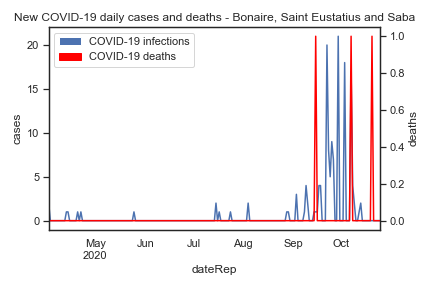 New COVID-19 daily cases and deaths - Bonaire, Saint Eustatius and Saba
COVID-19 infections
COVID-19 deaths
20
15
10
5
0
cases
1.0
0.8
0.6
0.4
0.2
0.0
deaths
May Jun Jul Aug Sep Oct
2020
dateRep